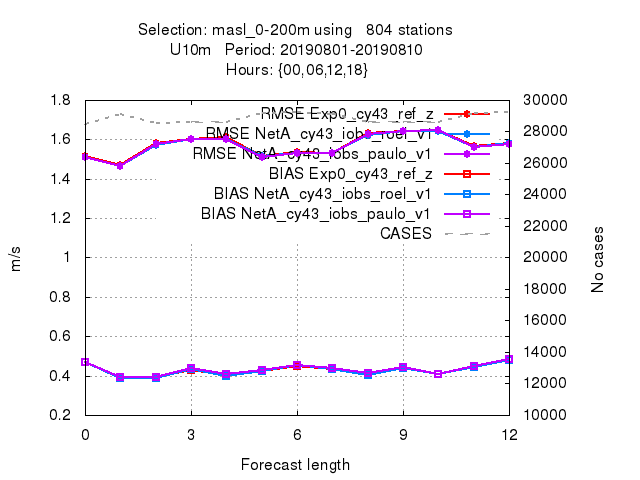 Selection: masl_0-200m using   804 stations
U10m   Period: 20190801-20190810
Hours: {00,06,12,18}
1.8
1.6
1.4
1.2
1
0.8
0.6
0.4
0.2
m/s
RMSE Exp0_cy43_ref_z
RMSE NetA_cy43_iobs_roel_v1
RMSE NetA_cy43_iobs_paulo_v1
BIAS Exp0_cy43_ref_z
BIAS NetA_cy43_iobs_roel_v1
BIAS NetA_cy43_iobs_paulo_v1
CASES
30000
28000
26000
24000
22000
20000
18000
16000
14000
12000
10000
No cases
0 3 6 9 12
Forecast length